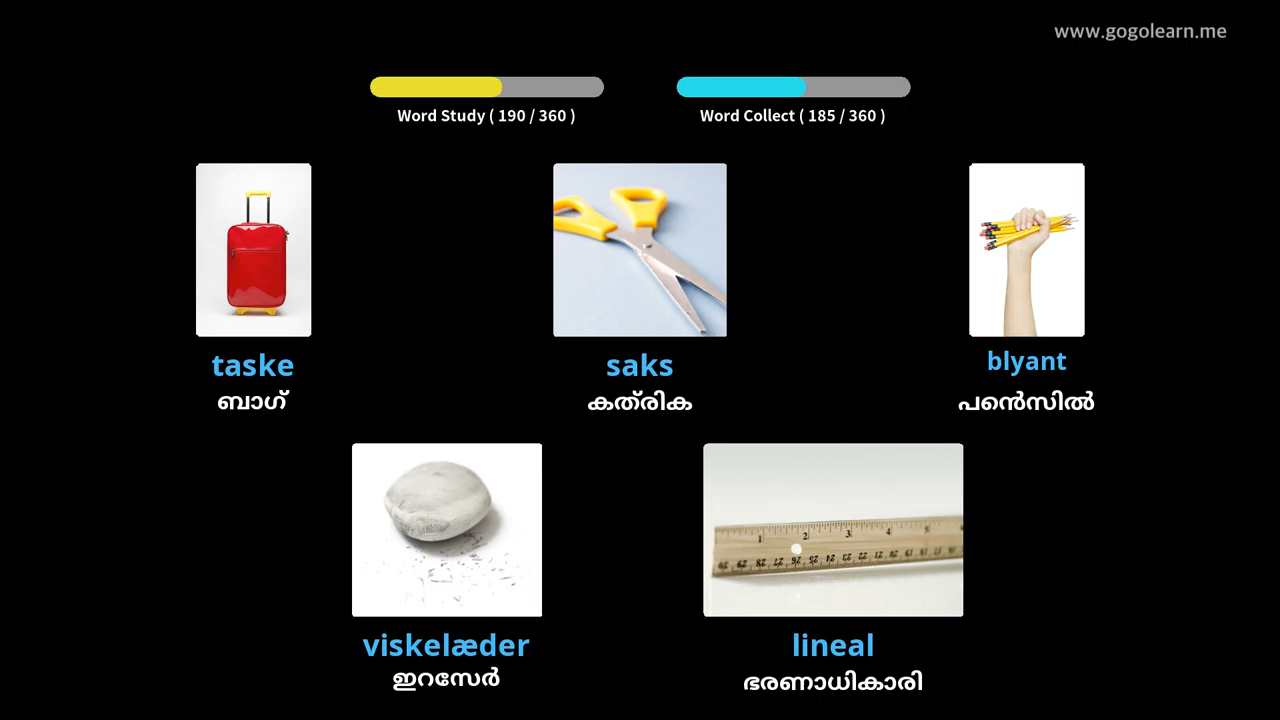 www.gogolearn.me
Word Study ( 190 / 360 )
Word Collect ( 185 / 360 )
taske
saks
blyant
ബാഗ്
കത്രിക
പെൻസിൽ
viskelæder
lineal
ഇറേസർ
ഭരണാധികാരി